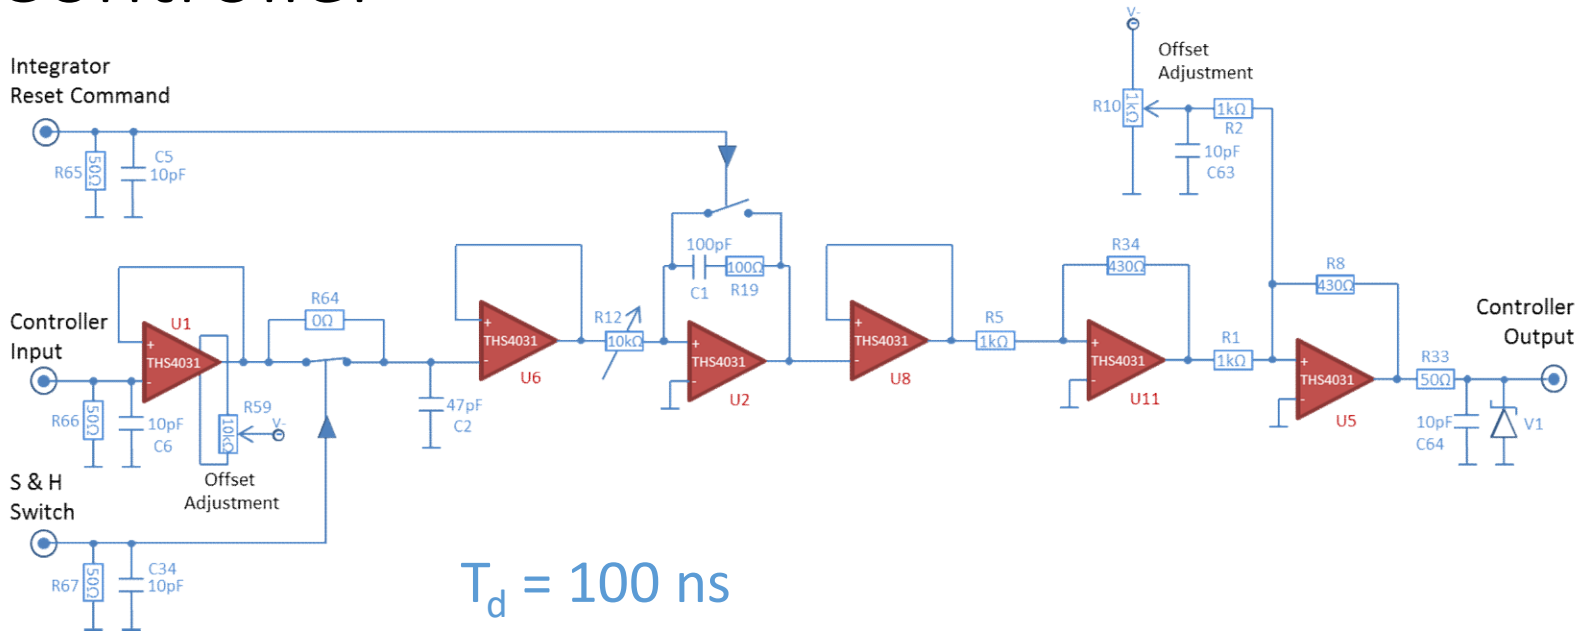 Controller
Integrator
Reset Command
R65
50Ω
C5
10pF
V-
Offset
Adjustment
R10
1kΩ
1kΩ
R2
10pF
C63
100pF
C1
100Ω
R19
Controller
Input
R66
50Ω
10pF
C6
U1
+
-
THS4031
R59
10kΩ
V-
Offset
Adjustment
R64
0Ω
47pF
C2
+
-
THS4031
U6
R12
10kΩ
+
-
THS4031
U2
+
-
THS4031
U8
R5
1kΩ
R34
430Ω
+
-
THS4031
U11
R1
1kΩ
R8
430Ω
+
-
THS4031
U5
R33
50Ω
10pF
C64
V1
Controller
Output
S & H
Switch
R67
50Ω
C34
10pF
Td = 100 ns